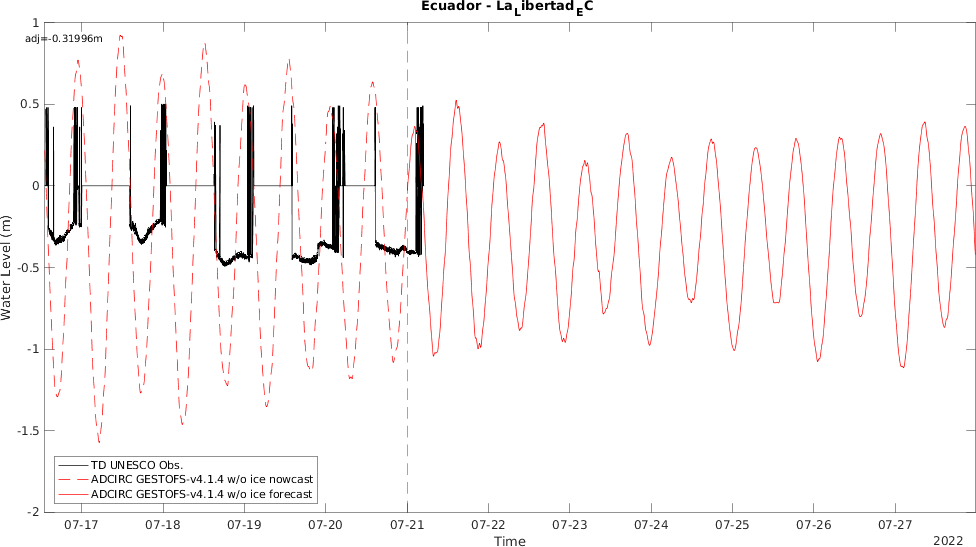 Ecuador - LaLibertadEC
adj=-0.31996m
1
0.5
0
-0.5
-1
-1.5
-2
Water Level (m)
TD UNESCO Obs.
ADCIRC GESTOFS-v4.1.4 w/o ice nowcast
ADCIRC GESTOFS-v4.1.4 w/o ice forecast
07-17 07-18 07-19 07-20 07-21 07-22 07-23 07-24 07-25 07-26 07-27
Time
2022